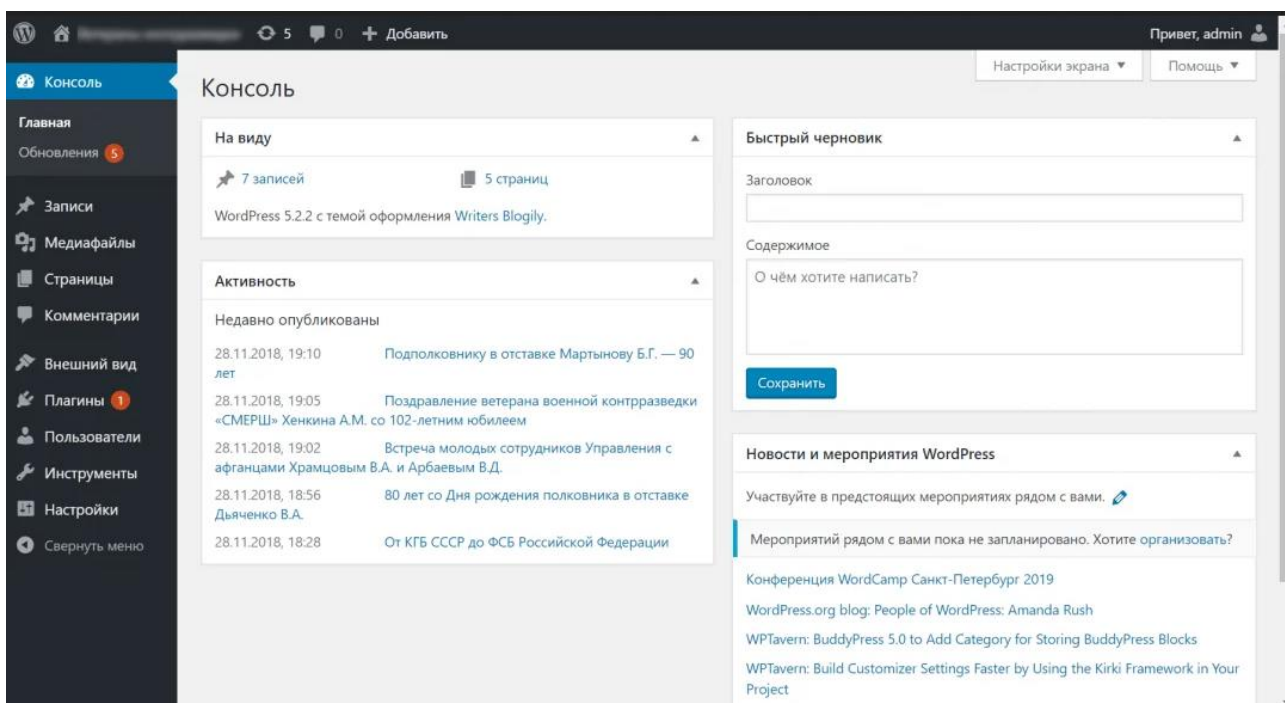 5 0 Добавить Привет, admin
Настройки экрана Помощь
Консоль
Главная
Обновления 5
Записи
Медиафайлы
Страницы
Комментарии
Внешний вид
Плагины 1
Пользователи
Инструменты
Настройки
Свернуть меню
Консоль
На виду
7 записей 5 страниц
WordPress 5.2.2 с темой оформления Writers Blogily.
Активность
Недавно опубликованы
28.11.2018, 19:10 Подполковнику в отставке Мартынову Б.Г. — 90
лет
28.11.2018, 19:05 Поздравление ветерана военной контрразведки
«СМЕРШ» Хенкина А.М. со 102-летним юбилеем
28.11.2018, 19:02 Встреча молодых сотрудников Управления с
афганцами Храмцовым В.А. и Арбаевым В.Д.
28.11.2018, 18:56 80 лет со Дня рождения полковника в отставке
Дьяченко В.А.
28.11.2018, 18:28 От КГБ СССР до ФСБ Российской Федерации
Быстрый черновик
Заголовок
Содержимое
О чём хотите написать?
Сохранить
Новости и мероприятия WordPress
Участвуйте в предстоящих мероприятиях рядом с вами.
Мероприятий рядом с вами пока не запланировано. Хотите организовать?
Конференция WordCamp Санкт-Петербург 2019
WordPress.org blog: People of WordPress: Amanda Rush
WPTavern: BuddyPress 5.0 to Add Category for Storing BuddyPress Blocks
WPTavern: Build Customizer Settings Faster by Using the Kirki Framework in Your
Project